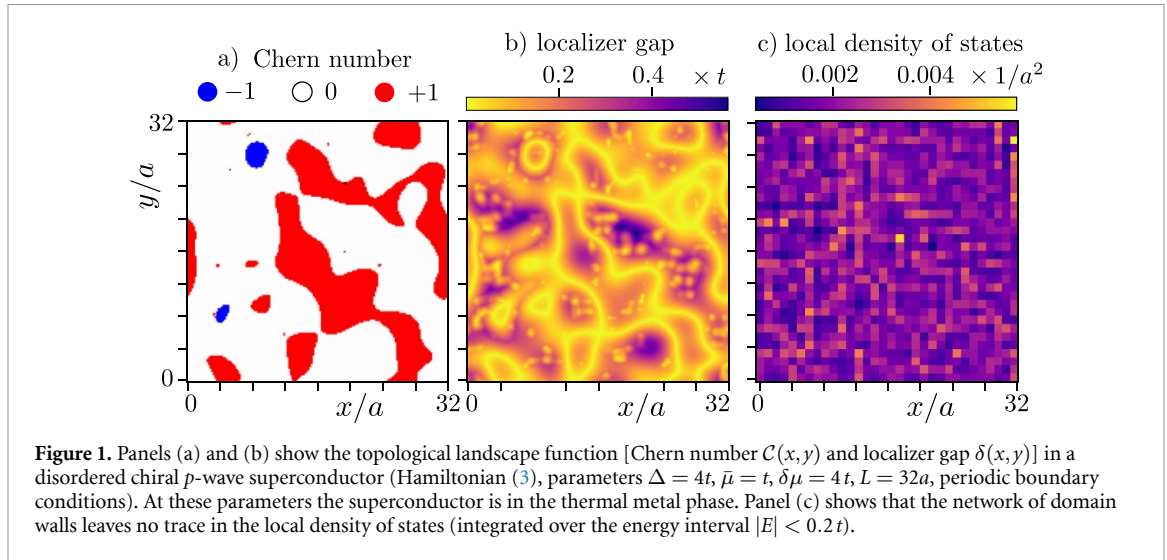 a) Chern number
−1 0 +1
b) localizer gap
0.2 0.4 × t
c) local density of states
0.002 0.004 × 1/a²
32
y/a
0
0 x/a 32
0 x/a 32
0 x/a 32
Figure 1. Panels (a) and (b) show the topological landscape function [Chern number C(x,y) and localizer gap δ(x,y)] in a
disordered chiral p-wave superconductor (Hamiltonian (3), parameters Δ = 4t, μ̄ = t, δμ = 4t, L = 32a, periodic boundary
conditions). At these parameters the superconductor is in the thermal metal phase. Panel (c) shows that the network of domain
walls leaves no trace in the local density of states (integrated over the energy interval |E| < 0.2t).